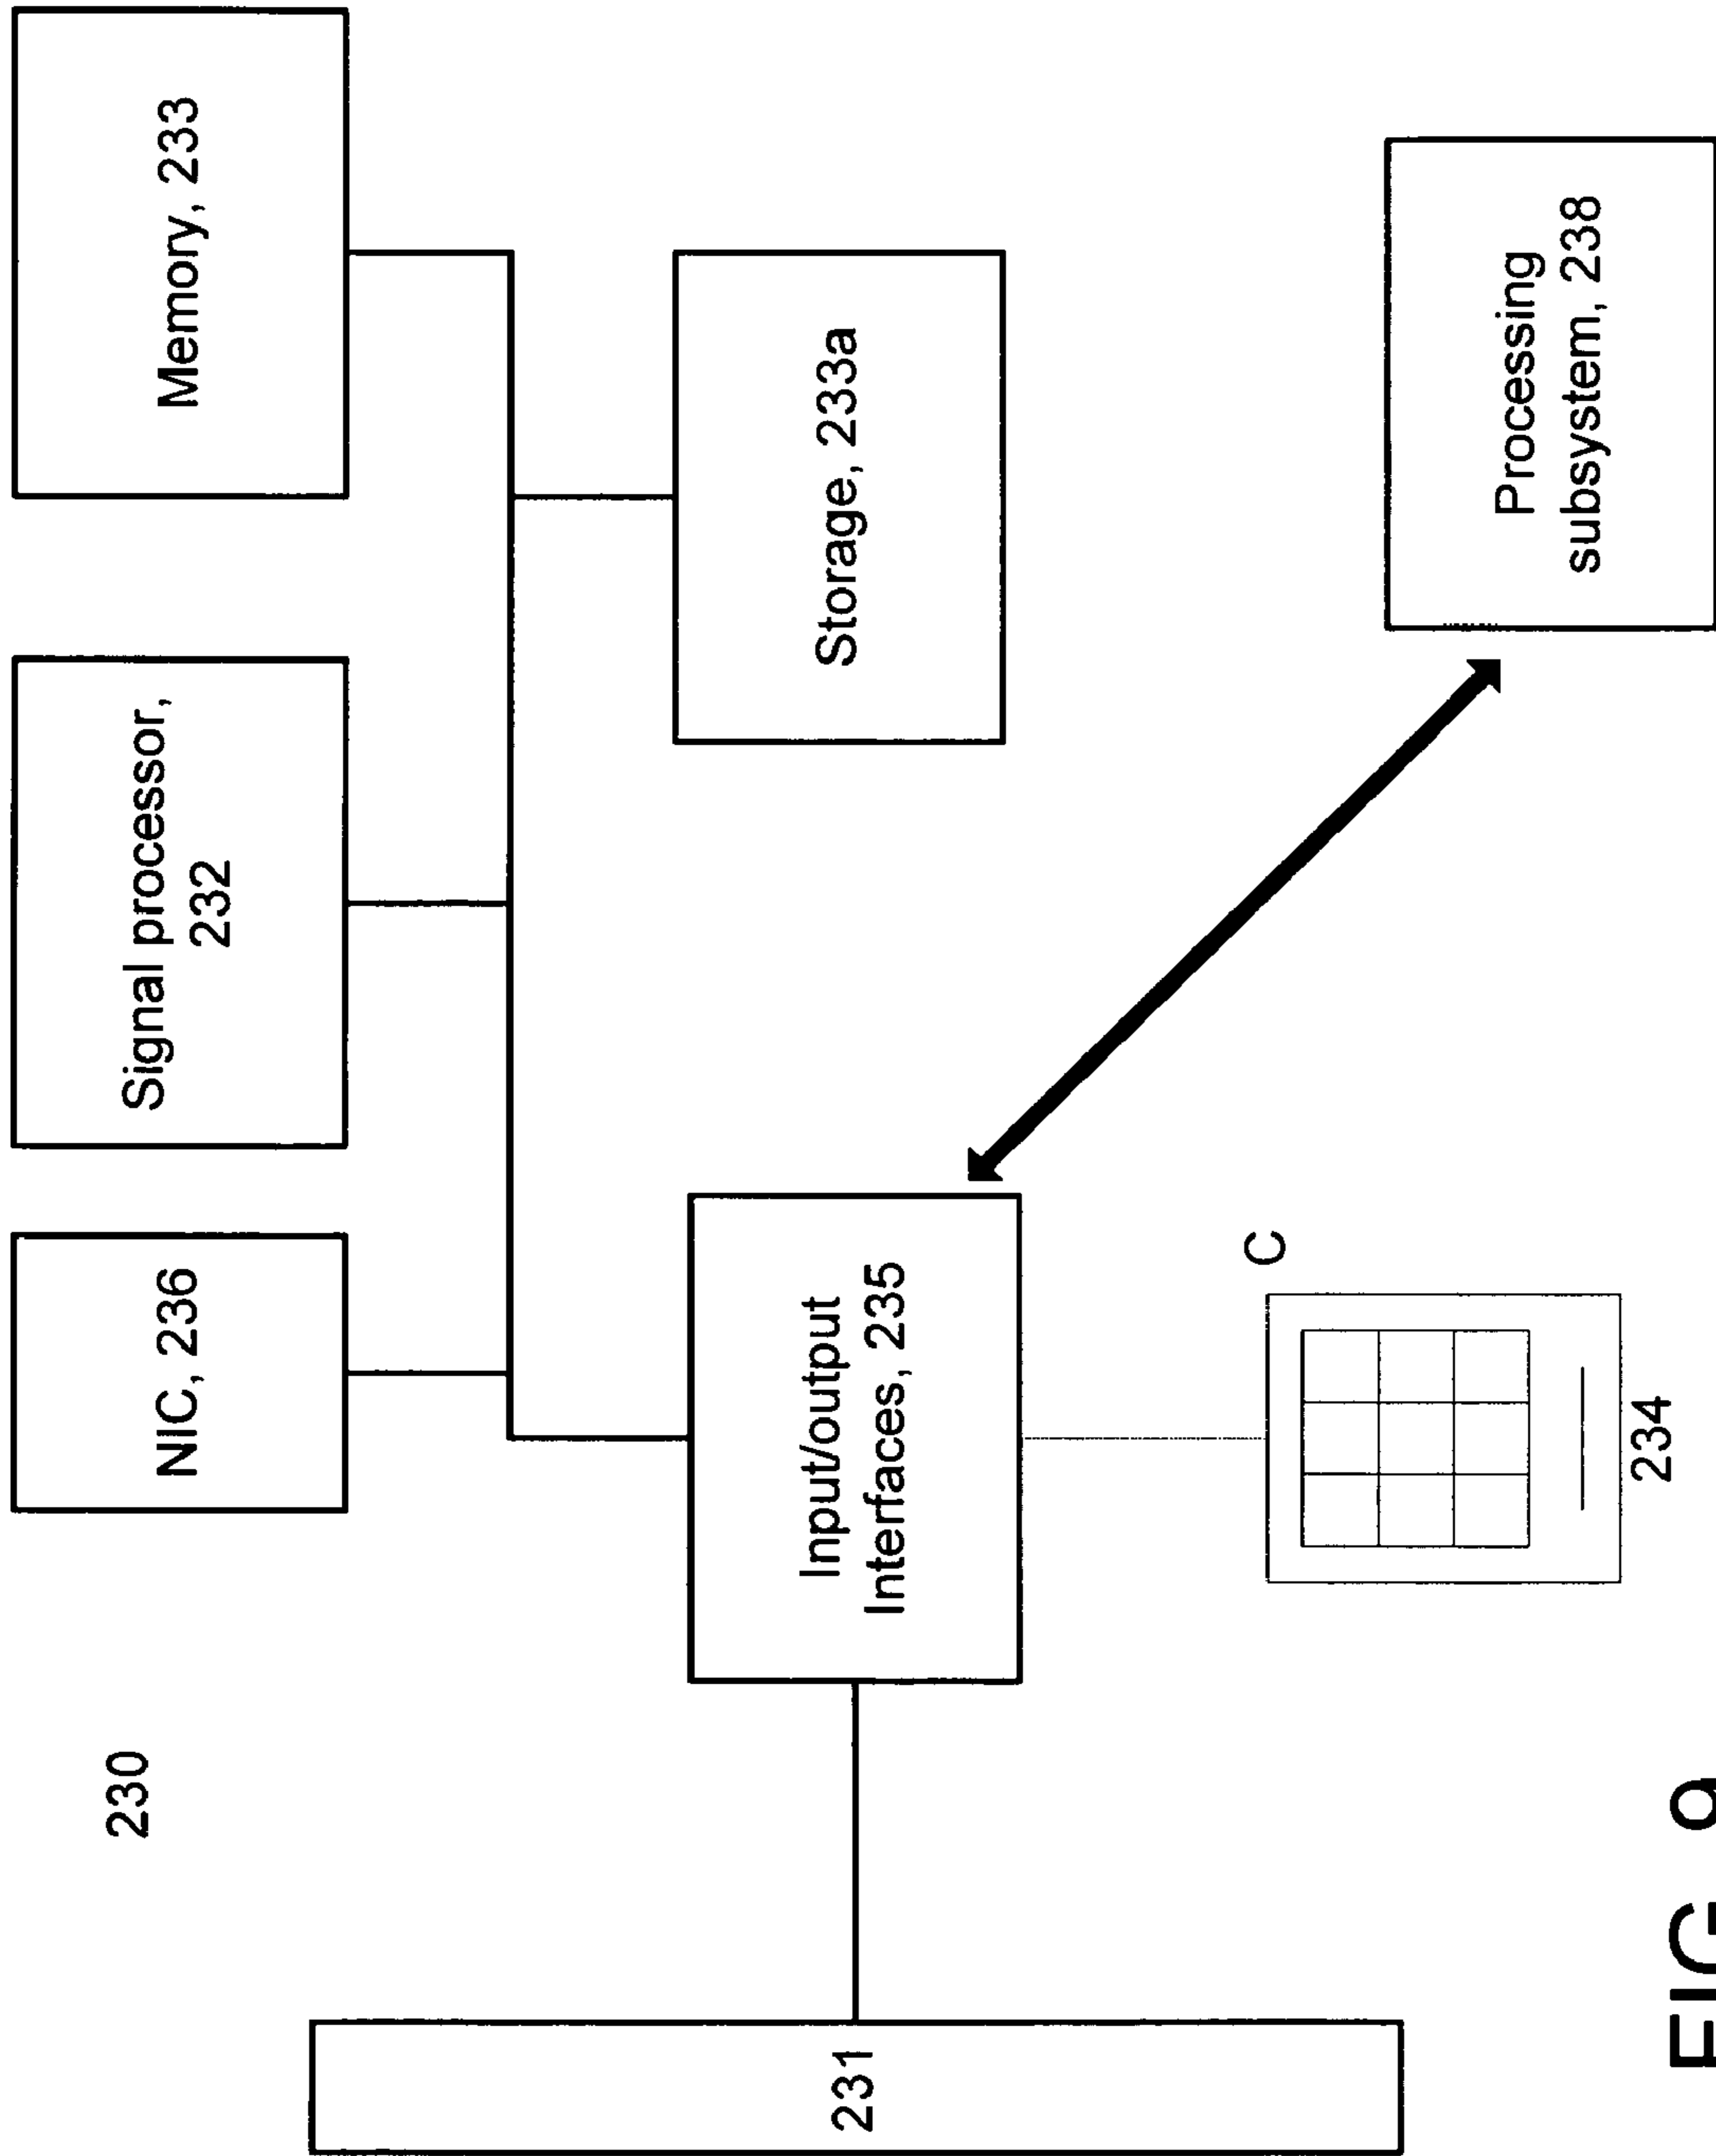 230
NIC, 236
Signal processor,
232
Memory, 233
231
Input/output
Interfaces, 235
Storage, 233a
C
234
Processing
subsystem, 238
FIG. 9